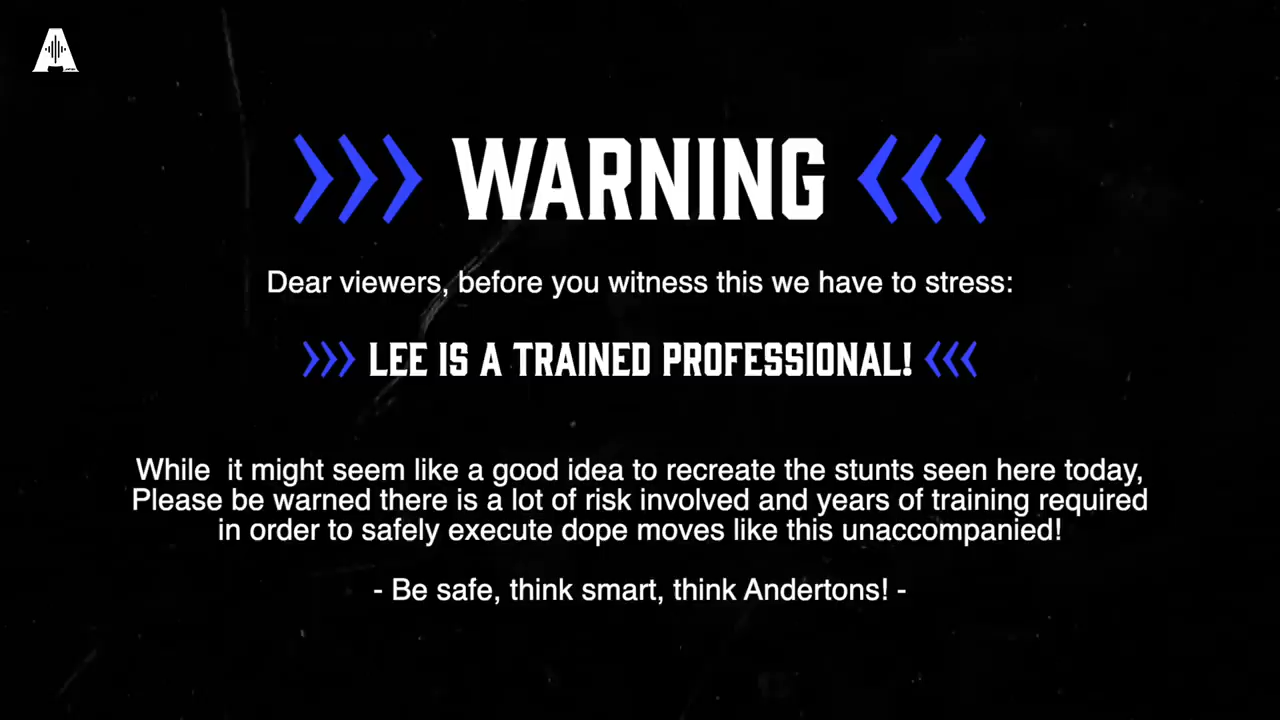 A
WARNING
Dear viewers, before you witness this we have to stress:
LEE IS A TRAINED PROFESSIONAL!
While  it might seem like a good idea to recreate the stunts seen here today,
Please be warned there is a lot of risk involved and years of training required
in order to safely execute dope moves like this unaccompanied!
- Be safe, think smart, think Andertons! -